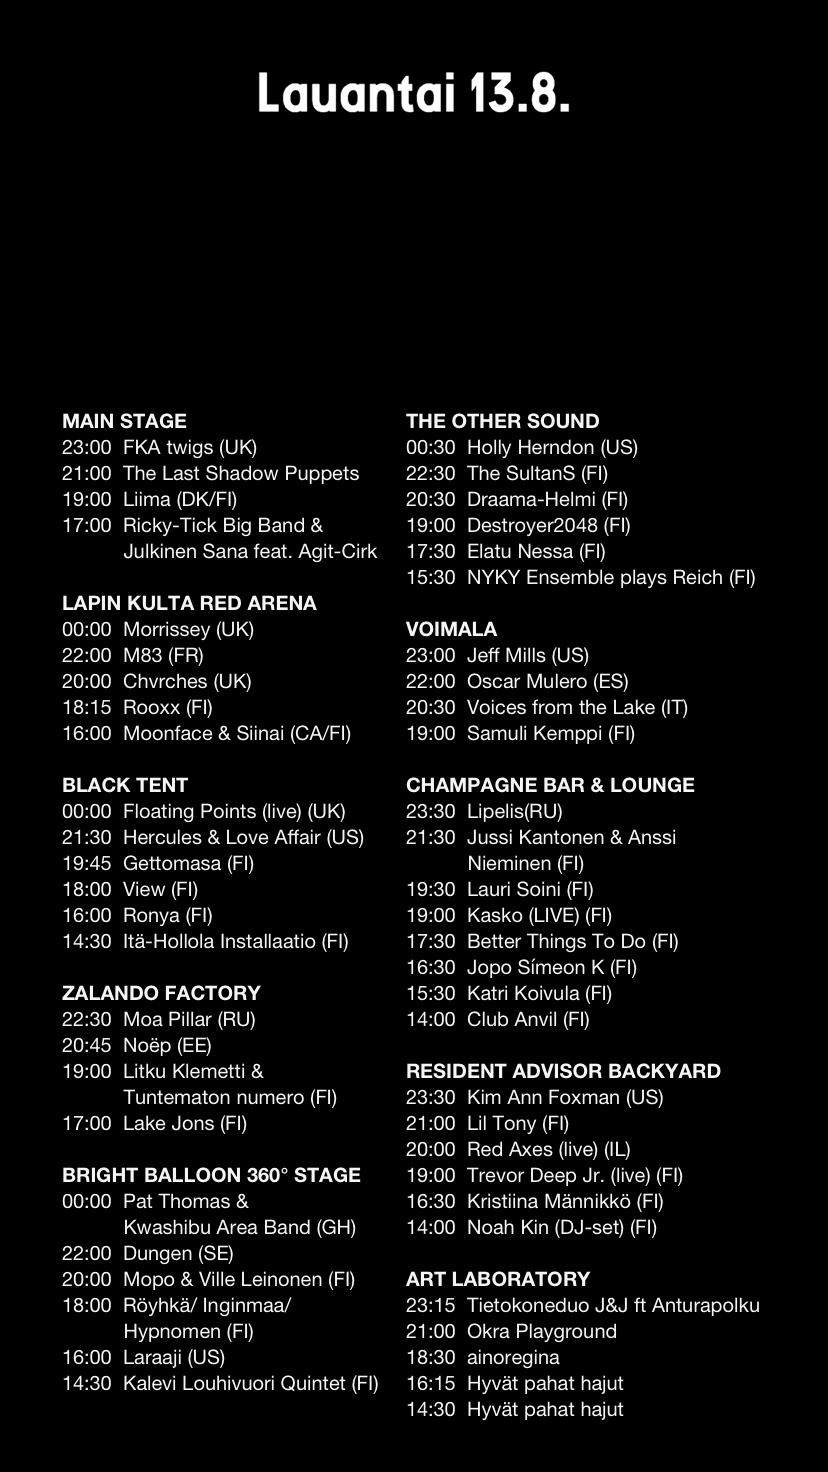 Lauantai 13.8.
MAIN STAGE
23:00 FKA twigs (UK)
21:00 The Last Shadow Puppets
19:00 Liima (DK/FI)
17:00 Ricky-Tick Big Band &
Julkinen Sana feat. Agit-Cirk
LAPIN KULTA RED ARENA
00:00 Morrissey (UK)
22:00 M83 (FR)
20:00 Chvrches (UK)
18:15 Rooxx (FI)
16:00 Moonface & Siinai (CA/FI)
BLACK TENT
00:00 Floating Points (live) (UK)
21:30 Hercules & Love Affair (US)
19:45 Gettomasa (FI)
18:00 View (FI)
16:00 Ronya (FI)
14:30 Itä-Hollola Installaatio (FI)
ZALANDO FACTORY
22:30 Moa Pillar (RU)
20:45 Noëp (EE)
19:00 Litku Klemetti &
Tuntematon numero (FI)
17:00 Lake Jons (FI)
BRIGHT BALLOON 360° STAGE
00:00 Pat Thomas &
Kwashibu Area Band (GH)
22:00 Dungen (SE)
20:00 Mopo & Ville Leinonen (FI)
18:00 Röyhkä/ Inginmaa/
Hypnomen (FI)
16:00 Laraaji (US)
14:30 Kalevi Louhivuori Quintet (FI)
THE OTHER SOUND
00:30 Holly Herndon (US)
22:30 The SultanS (FI)
20:30 Draama-Helmi (FI)
19:00 Destroyer2048 (FI)
17:30 Elatu Nessa (FI)
15:30 NYKY Ensemble plays Reich (FI)
VOIMALA
23:00 Jeff Mills (US)
22:00 Oscar Mulero (ES)
20:30 Voices from the Lake (IT)
19:00 Samuli Kemppi (FI)
CHAMPAGNE BAR & LOUNGE
23:30 Lipelis(RU)
21:30 Jussi Kantonen & Anssi
Nieminen (FI)
19:30 Lauri Soini (FI)
19:00 Kasko (LIVE) (FI)
17:30 Better Things To Do (FI)
16:30 Jopo Símeon K (FI)
15:30 Katri Koivula (FI)
14:00 Club Anvil (FI)
RESIDENT ADVISOR BACKYARD
23:30 Kim Ann Foxman (US)
21:00 Lil Tony (FI)
20:00 Red Axes (live) (IL)
19:00 Trevor Deep Jr. (live) (FI)
16:30 Kristiina Männikkö (FI)
14:00 Noah Kin (DJ-set) (FI)
ART LABORATORY
23:15 Tietokoneduo J&J ft Anturapolku
21:00 Okra Playground
18:30 ainoregina
16:15 Hyvät pahat hajut
14:30 Hyvät pahat hajut